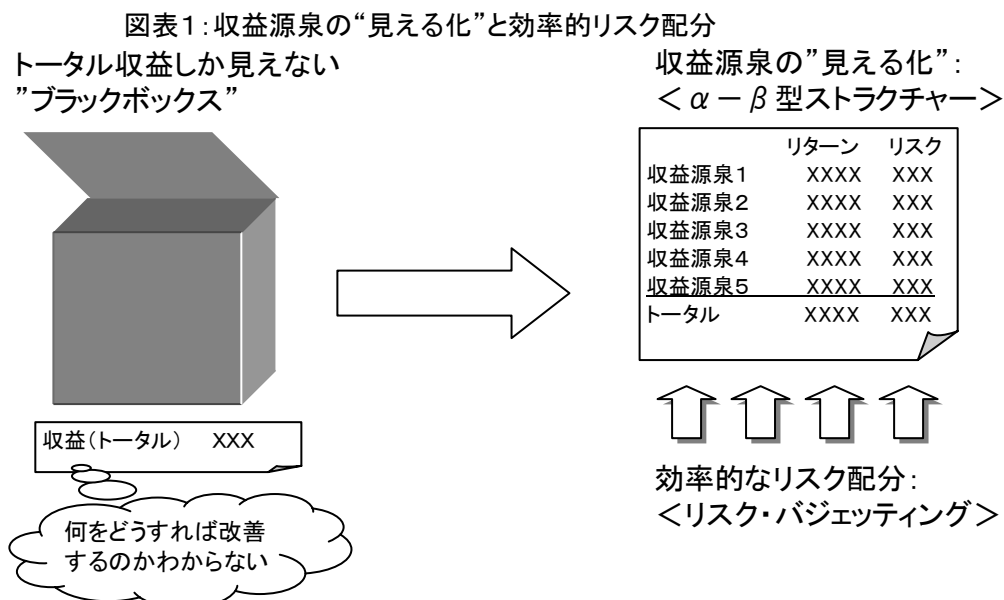 図表1：収益源泉の“見える化”と効率的リスク配分
トータル収益しか見えない
”ブラックボックス”
収益（トータル） XXX
何をどうすれば改善
するのかわからない
収益源泉の”見える化”：
＜α－β型ストラクチャー＞
リターン リスク
収益源泉1 XXXX XXX
収益源泉2 XXXX XXX
収益源泉3 XXXX XXX
収益源泉4 XXXX XXX
収益源泉5 XXXX XXX
トータル XXXX XXX
効率的なリスク配分：
＜リスク・バジェッティング＞